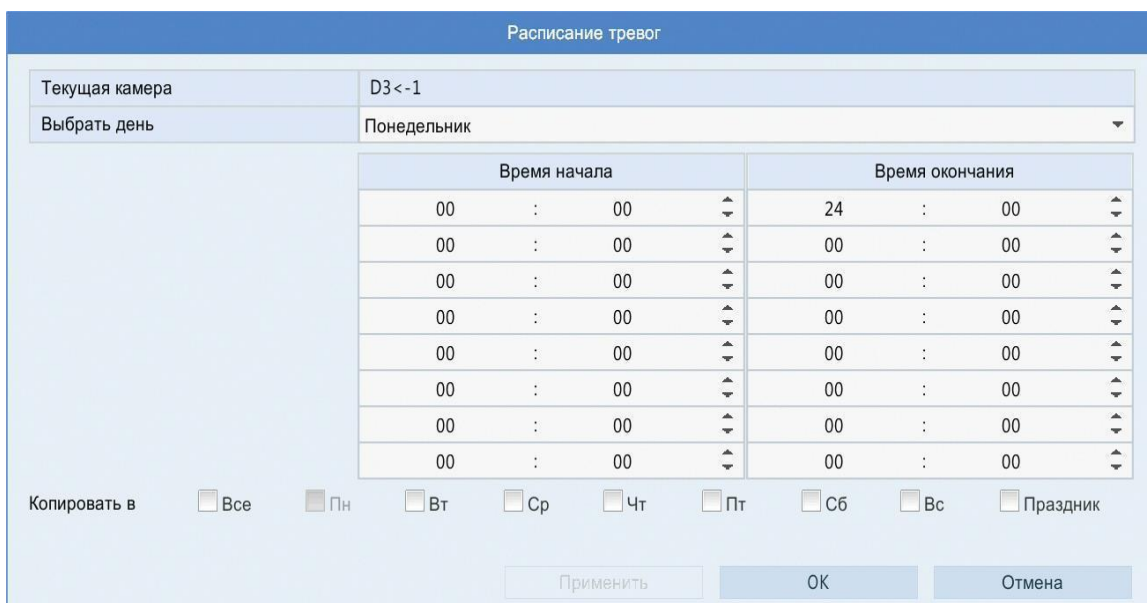 Расписание тревог
Текущая камера D3<-1
Выбрать день Понедельник
Время начала Время окончания
00 : 00 24 : 00
00 : 00 00 : 00
00 : 00 00 : 00
00 : 00 00 : 00
00 : 00 00 : 00
00 : 00 00 : 00
00 : 00 00 : 00
00 : 00 00 : 00
Копировать в Все Пн Вт Ср Чт Пт Сб Вс Праздник
Применить OK Отмена